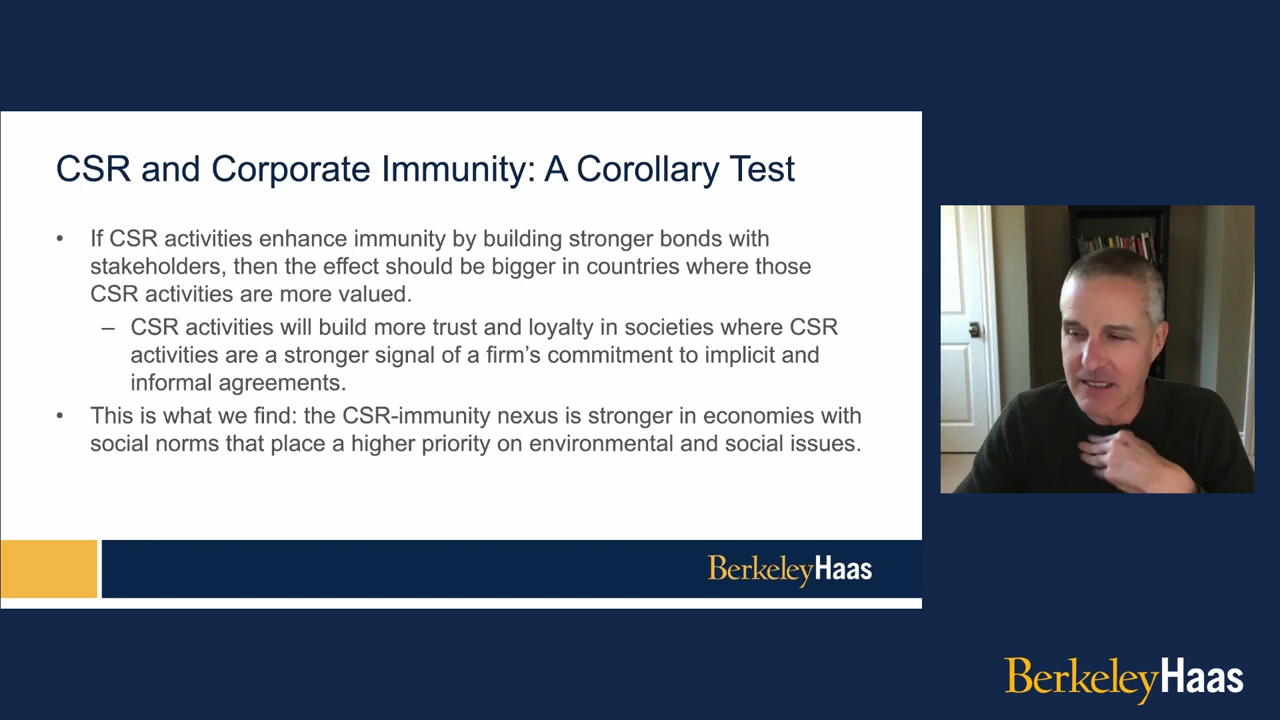 CSR and Corporate Immunity: A Corollary Test
• If CSR activities enhance immunity by building stronger bonds with
stakeholders, then the effect should be bigger in countries where those
CSR activities are more valued.
– CSR activities will build more trust and loyalty in societies where CSR
activities are a stronger signal of a firm's commitment to implicit and
informal agreements.
• This is what we find: the CSR-immunity nexus is stronger in economies with
social norms that place a higher priority on environmental and social issues.
BerkeleyHaas
BerkeleyHaas